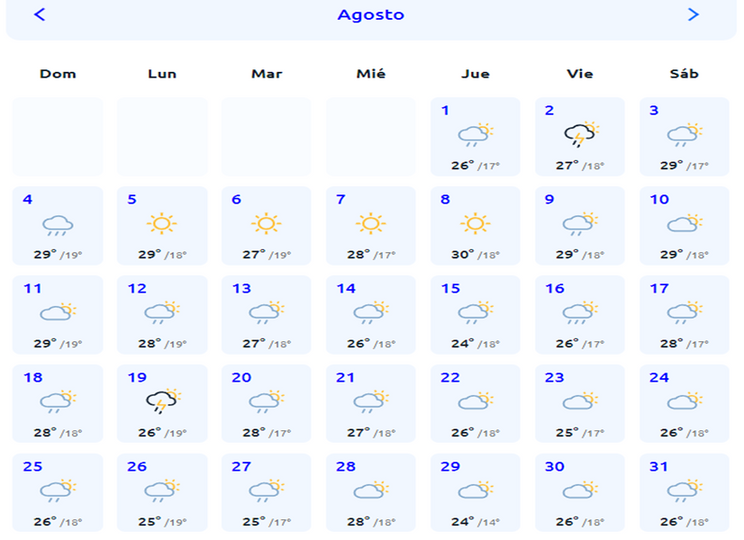 Agosto
Dom Lun Mar Mié Jue Vie Sáb
1 2 3
26° /17° 27° /18° 29° /17°
4 5 6 7 8 9 10
29° /19° 29° /18° 27° /19° 28° /17° 30° /18° 29° /18° 29° /18°
11 12 13 14 15 16 17
29° /19° 28° /19° 27° /18° 26° /18° 24° /18° 26° /17° 28° /17°
18 19 20 21 22 23 24
28° /18° 26° /19° 28° /17° 27° /18° 26° /18° 25° /17° 26° /18°
25 26 27 28 29 30 31
26° /18° 25° /19° 25° /17° 28° /18° 24° /14° 26° /18° 26° /18°